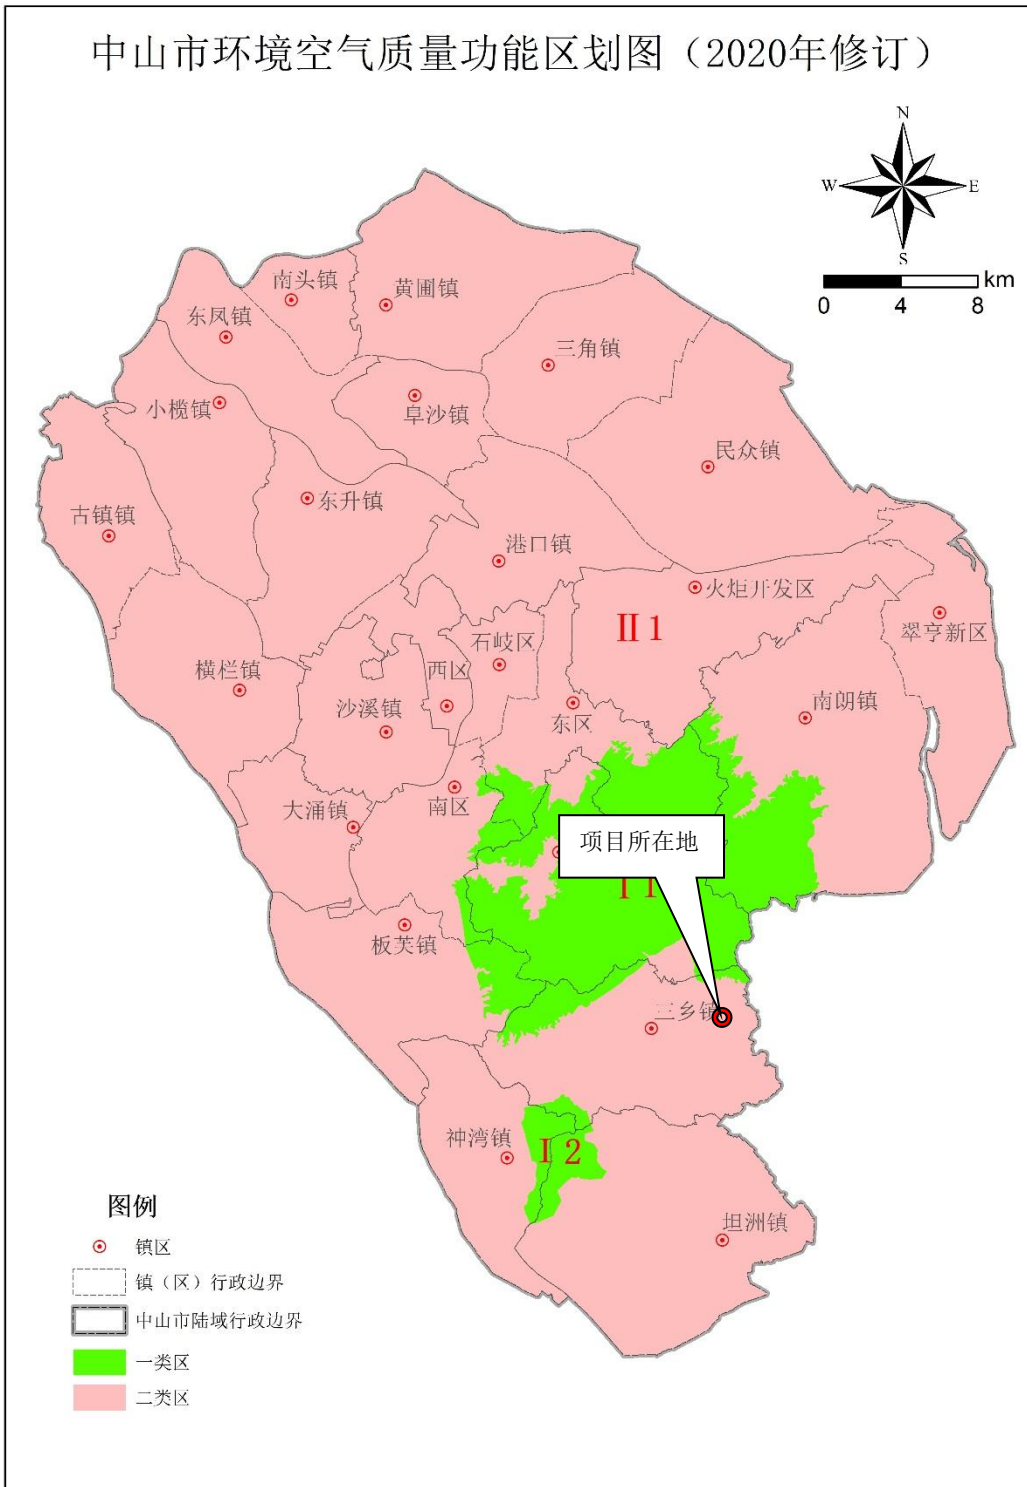 中山市环境空气质量功能区划图（2020年修订）
N
W
E
S
km
0
4
8
南头镇
黄圃镇
东凤镇
三角镇
小榄镇
阜沙镇
民众镇
东升镇
古镇镇
港口镇
火炬开发区
II 1
翠亨新区
石岐区
西区
横栏镇
沙溪镇
东区
南朗镇
南区
大涌镇
项目所在地
I 1
板芙镇
三乡镇
神湾镇
I 2
坦洲镇
图例
镇区
镇（区）行政边界
中山市陆域行政边界
一类区
二类区